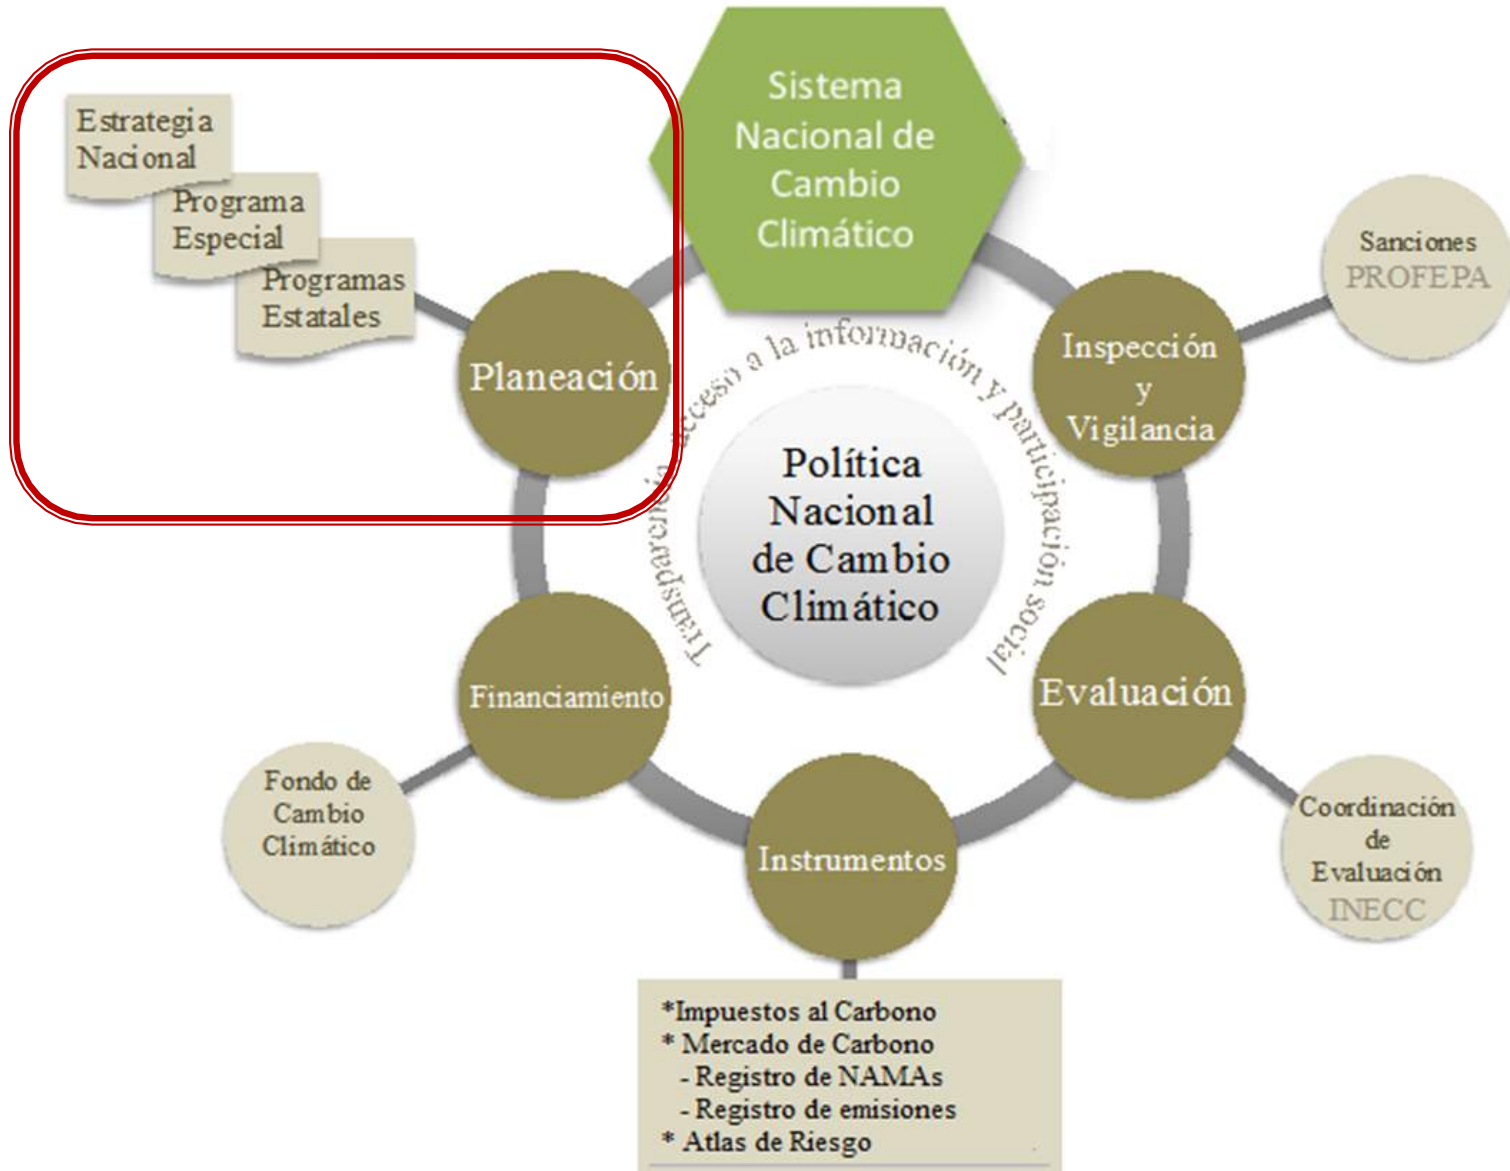 Sistema
Nacional de
Cambio
Climático
Estrategia
Nacional
Programa
Especial
Programas
Estatales
Planeación
Transparencia, acceso a la información y participación social
Política
Nacional
de Cambio
Climático
Inspección
y
Vigilancia
Sanciones
PROFEPA
Evaluación
Coordinación
de
Evaluación
INECC
Financiamiento
Fondo de
Cambio
Climático
Instrumentos
*Impuestos al Carbono
* Mercado de Carbono
- Registro de NAMAs
- Registro de emisiones
* Atlas de Riesgo